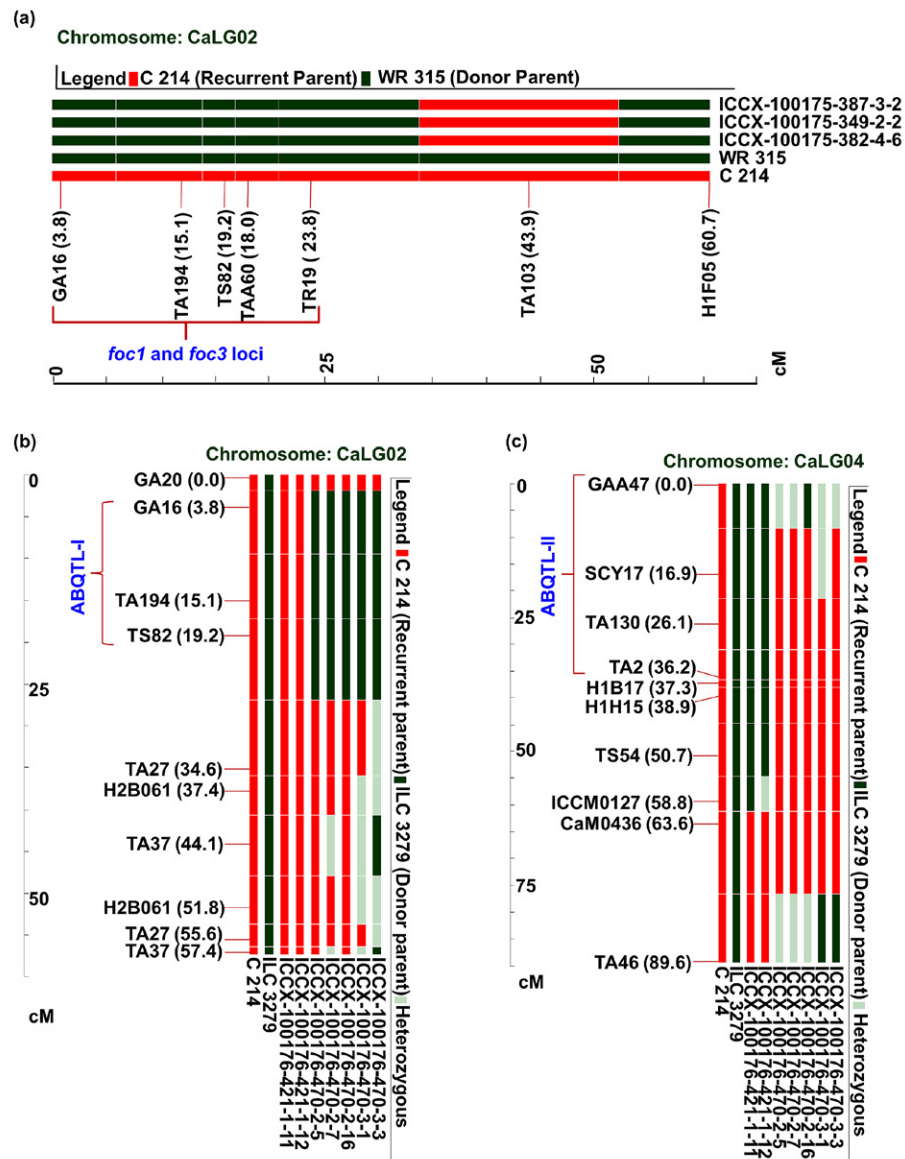 (a)
Chromosome: CaLG02
Legend C 214 (Recurrent Parent) WR 315 (Donor Parent)
ICCX-100175-387-3-2
ICCX-100175-349-2-2
ICCX-100175-382-4-6
WR 315
C 214
GA16 (3.8)
TA194 (15.1)
TS82 (19.2)
TAA60 (18.0)
TR19 ( 23.8)
TA103 (43.9)
H1F05 (60.7)
foc1 and foc3 loci
0
25
50
cM
(b)
Chromosome: CaLG02
0
25
50
cM
ABQTL-I
GA20 (0.0)
GA16 (3.8)
TA194 (15.1)
TS82 (19.2)
TA27 (34.6)
H2B061 (37.4)
TA37 (44.1)
H2B061 (51.8)
TA27 (55.6)
TA37 (57.4)
C 214
ILC 3279
ICCX-100176-421-1-11
ICCX-100176-421-1-12
ICCX-100176-470-2-5
ICCX-100176-470-2-7
ICCX-100176-470-2-16
ICCX-100176-470-3-1
ICCX-100176-470-3-3
Legend C 214 (Recurrent parent) ILC 3279 (Donor parent) Heterozygous
(c)
Chromosome: CaLG04
0
25
50
75
cM
ABQTL-II
GAA47 (0.0)
SCY17 (16.9)
TA130 (26.1)
TA2 (36.2)
H1B17 (37.3)
H1H15 (38.9)
TS54 (50.7)
ICCM0127 (58.8)
CaM0436 (63.6)
TA46 (89.6)
C 214
ILC 3279
ICCX-100176-421-1-11
ICCX-100176-421-1-12
ICCX-100176-470-2-5
ICCX-100176-470-2-7
ICCX-100176-470-2-16
ICCX-100176-470-3-1
ICCX-100176-470-3-3
Legend C 214 (Recurrent parent) ILC 3279 (Donor parent) Heterozygous